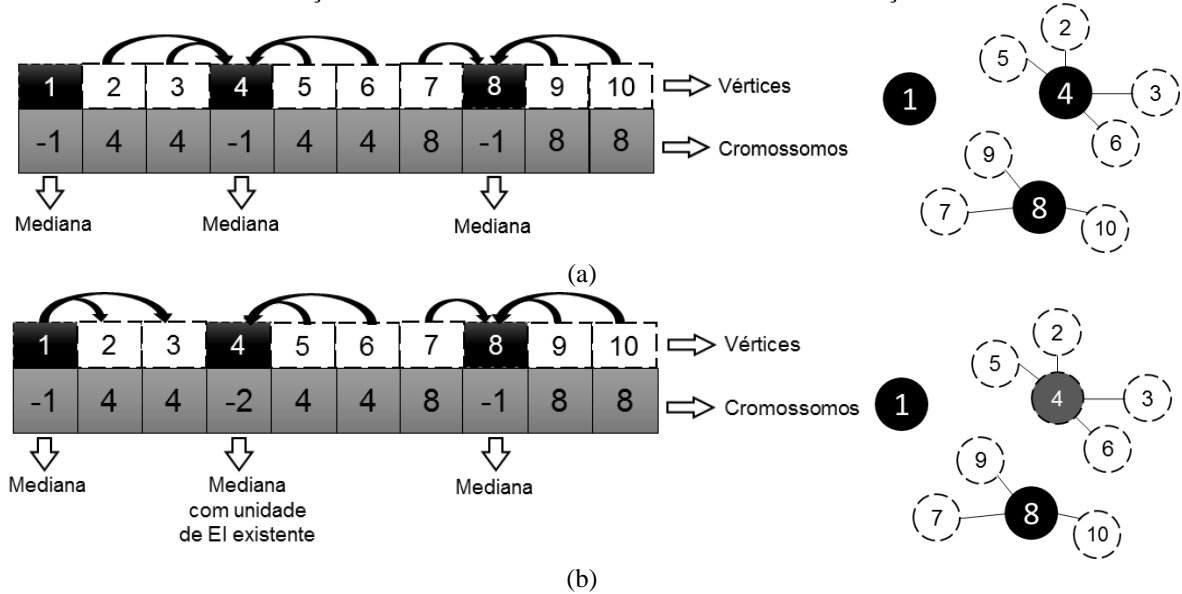 2
5
1 2 3 4 5 6 7 8 9 10 Vértices
1 4 3
-1 4 4 -1 4 4 8 -1 8 8 Cromossomos
6
9
Mediana Mediana Mediana
7 8 10
(a)
1 2 3 4 5 6 7 8 9 10 Vértices
2
5
-1 4 4 -2 4 4 8 -1 8 8 Cromossomos
1 4 3
6
9
Mediana Mediana Mediana
com unidade
de EI existente
7 8 10
(b)